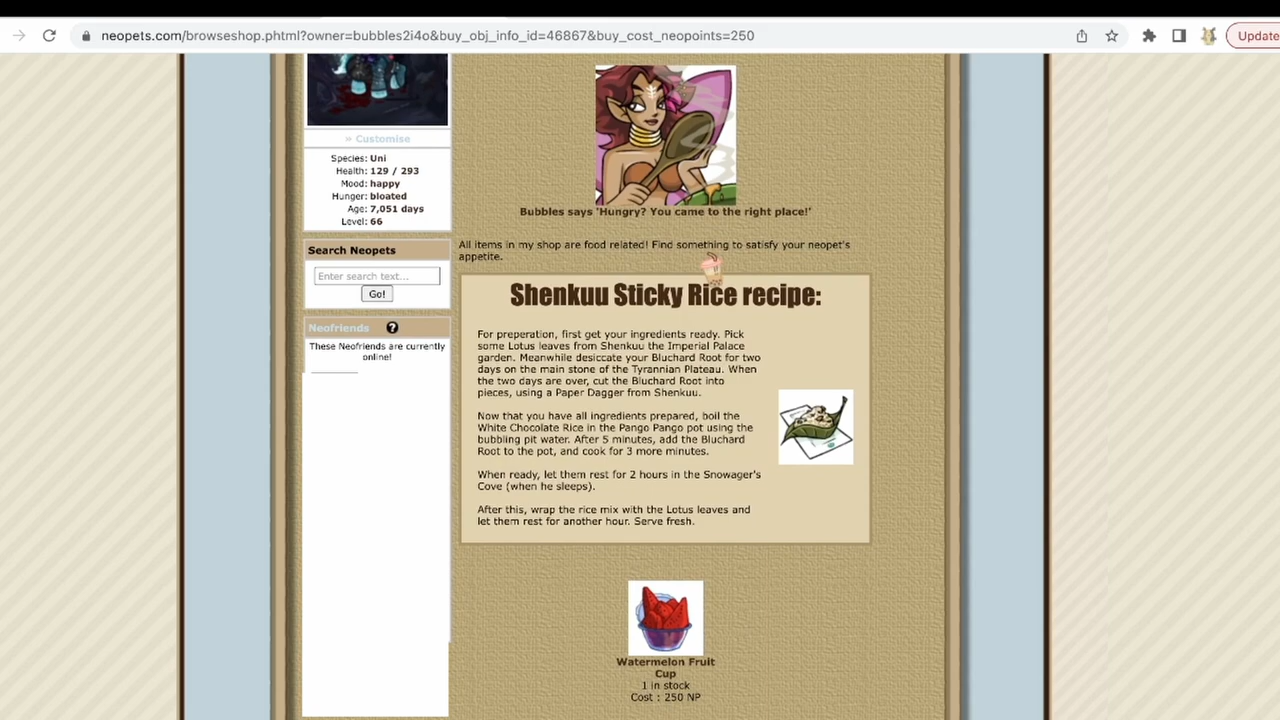 neopets.com/browseshop.phtml?owner=bubbles2i4o&buy_obj_info_id=46867&buy_cost_neopoints=250
Update
» Customise
Species: Uni
Health: 129 / 293
Mood: happy
Hunger: bloated
Age: 7,051 days
Level: 66
Search Neopets
Enter search text...
Go!
Neofriends ?
These Neofriends are currently
online!
Bubbles says 'Hungry? You came to the right place!'
All items in my shop are food related! Find something to satisfy your neopet's
appetite.
Shenkuu Sticky Rice recipe:
For preperation, first get your ingredients ready. Pick
some Lotus leaves from Shenkuu the Imperial Palace
garden. Meanwhile desiccate your Bluchard Root for two
days on the main stone of the Tyrannian Plateau. When
the two days are over, cut the Bluchard Root into
pieces, using a Paper Dagger from Shenkuu.
Now that you have all ingredients prepared, boil the
White Chocolate Rice in the Pango Pango pot using the
bubbling pit water. After 5 minutes, add the Bluchard
Root to the pot, and cook for 3 more minutes.
When ready, let them rest for 2 hours in the Snowager's
Cove (when he sleeps).
After this, wrap the rice mix with the Lotus leaves and
let them rest for another hour. Serve fresh.
Watermelon Fruit
Cup
1 in stock
Cost : 250 NP